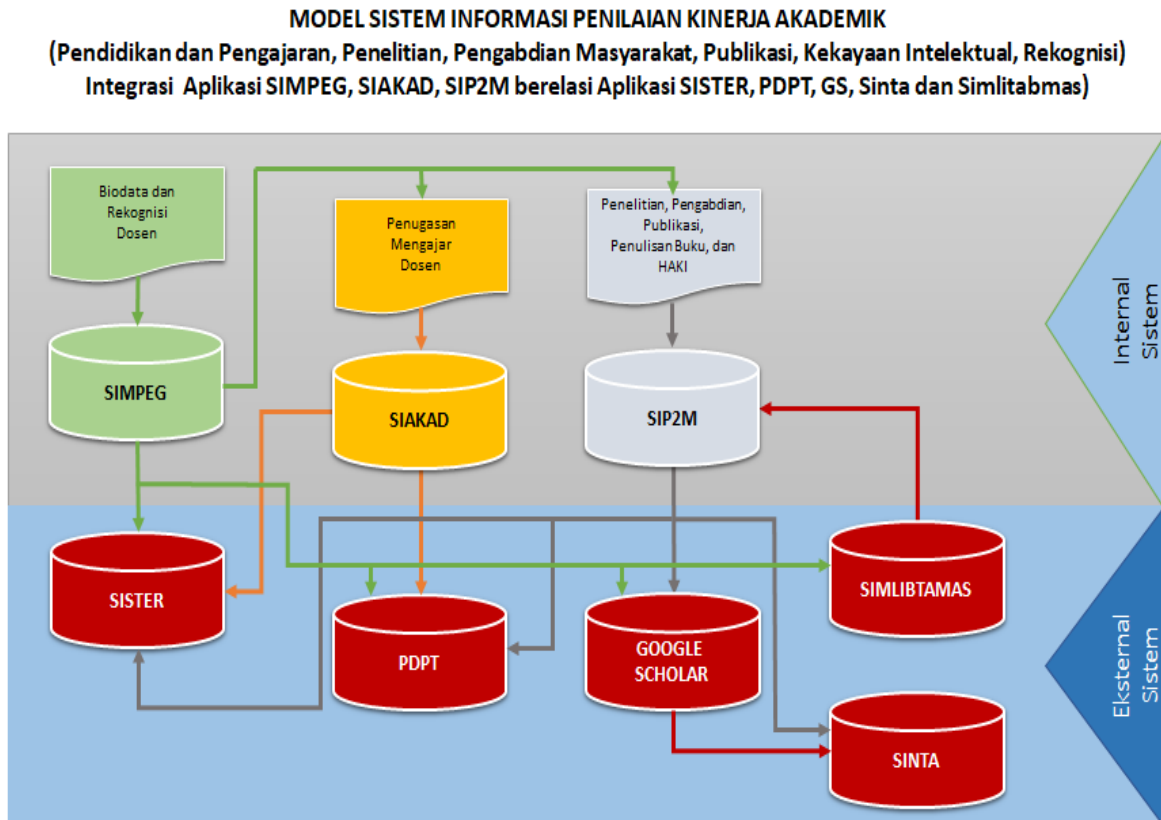 MODEL SISTEM INFORMASI PENILAIAN KINERJA AKADEMIK
(Pendidikan dan Pengajaran, Penelitian, Pengabdian Masyarakat, Publikasi, Kekayaan Intelektual, Rekognisi)
Integrasi Aplikasi SIMPEG, SIAKAD, SIP2M berelasi Aplikasi SISTER, PDPT, GS, Sinta dan Simlitabmas)
Biodata dan
Rekognisi
Dosen
Penugasan
Mengajar
Dosen
Penelitian, Pengabdian,
Publikasi,
Penulisan Buku, dan
HAKI
Internal
Sistem
SIMPEG
SIAKAD
SIP2M
SISTER
PDPT
GOOGLE
SCHOLAR
SIMLIBTAMAS
SINTA
Eksternal
Sistem